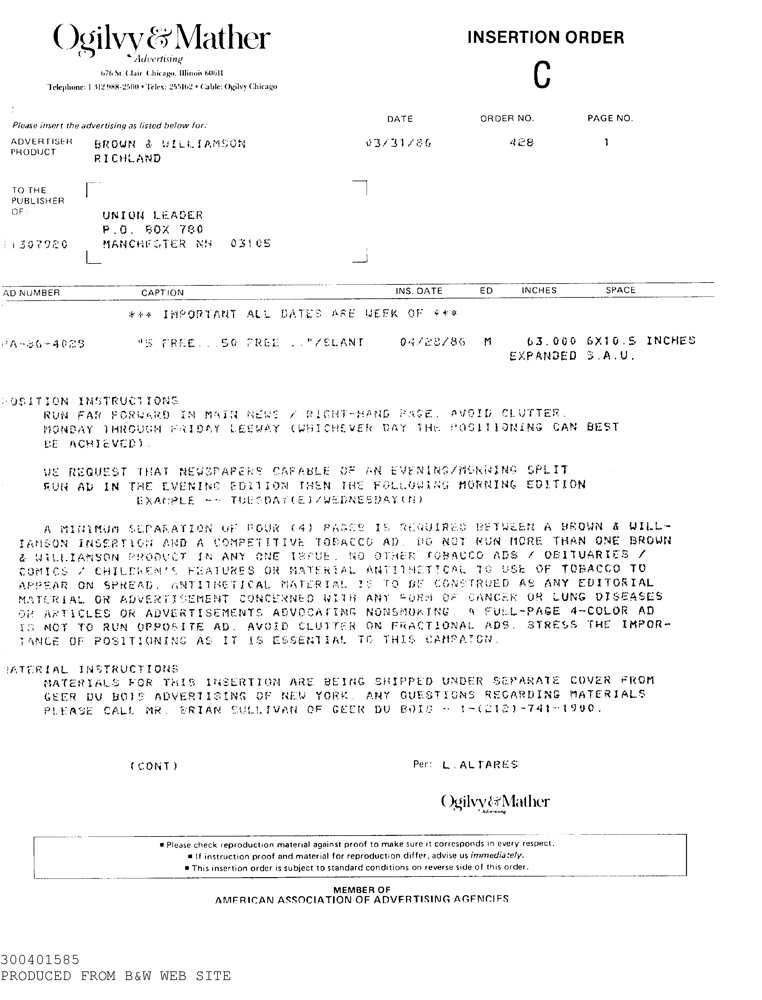 Ogilvy & Mather
Advertising
676 St. Clair Chicago, Illinois 60611
Telephone: 1 312 988-2500 • Telex: 255162 • Cable: Ogilvy Chicago
INSERTION ORDER
C
Please insert the advertising as listed below for:
DATE ORDER NO. PAGE NO.
ADVERTISER BROWN & WILLIAMSON 03/31/86 428 1
PRODUCT RICHLAND
TO THE
PUBLISHER
OF
UNION LEADER
P.O. BOX 780
307920 MANCHESTER NH 03105
AD NUMBER CAPTION INS. DATE ED INCHES SPACE
*** IMPORTANT ALL DATES ARE WEEK OF ***
"5 FREE...50 FREE .."/SLANT 04/28/86 M 63.000 6X10.5 INCHES
EXPANDED S.A.U.
POSITION INSTRUCTIONS
RUN FAR FORWARD IN MAIN NEWS / RIGHT-HAND PAGE. AVOID CLUTTER.
MONDAY THROUGH FRIDAY LEEWAY (WHICHEVER DAY THE POSITIONING CAN BEST
BE ACHIEVED).
WE REQUEST THAT NEWSPAPERS CAPABLE OF AN EVENING/MORNING SPLIT
RUN AD IN THE EVENING EDITION THEN THE FOLLOWING MORNING EDITION
EXAMPLE -- TUESDAY(E)/WEDNESDAY(M)
A MINIMUM SEPARATION OF FOUR (4) PAGES IS REQUIRED BETWEEN A BROWN & WILL-
IAMSON INSERTION AND A COMPETITIVE TOBACCO AD. DO NOT RUN MORE THAN ONE BROWN
& WILLIAMSON PRODUCT IN ANY ONE ISSUE. NO OTHER TOBACCO ADS / OBITUARIES /
COMICS / CHILDREN'S FEATURES OR MATERIAL ANTITHETICAL TO USE OF TOBACCO TO
APPEAR ON SPREAD. ANTITHETICAL MATERIAL IS TO BE CONSTRUED AS ANY EDITORIAL
MATERIAL OR ADVERTISEMENT CONCERNED WITH ANY FORM OF CANCER OR LUNG DISEASES
OR ARTICLES OR ADVERTISEMENTS ADVOCATING NONSMOKING. A FULL-PAGE 4-COLOR AD
IS NOT TO RUN OPPOSITE AD. AVOID CLUTTER ON FRACTIONAL ADS. STRESS THE IMPOR-
TANCE OF POSITIONING AS IT IS ESSENTIAL TO THIS CAMPAIGN.
MATERIAL INSTRUCTIONS
MATERIALS FOR THIS INSERTION ARE BEING SHIPPED UNDER SEPARATE COVER FROM
GEER DU BOIS ADVERTISING OF NEW YORK. ANY QUESTIONS REGARDING MATERIALS
PLEASE CALL MR. BRIAN SULLIVAN OF GEER DU BOIS - 1-(212)-741-1900.
(CONT) Per: L.ALTARES
Ogilvy & Mather
Advertising
▪ Please check reproduction material against proof to make sure it corresponds in every respect.
▪ If instruction proof and material for reproduction differ, advise us immediately.
▪ This insertion order is subject to standard conditions on reverse side of this order.
MEMBER OF
AMERICAN ASSOCIATION OF ADVERTISING AGENCIES
300401585
PRODUCED FROM B&W WEB SITE